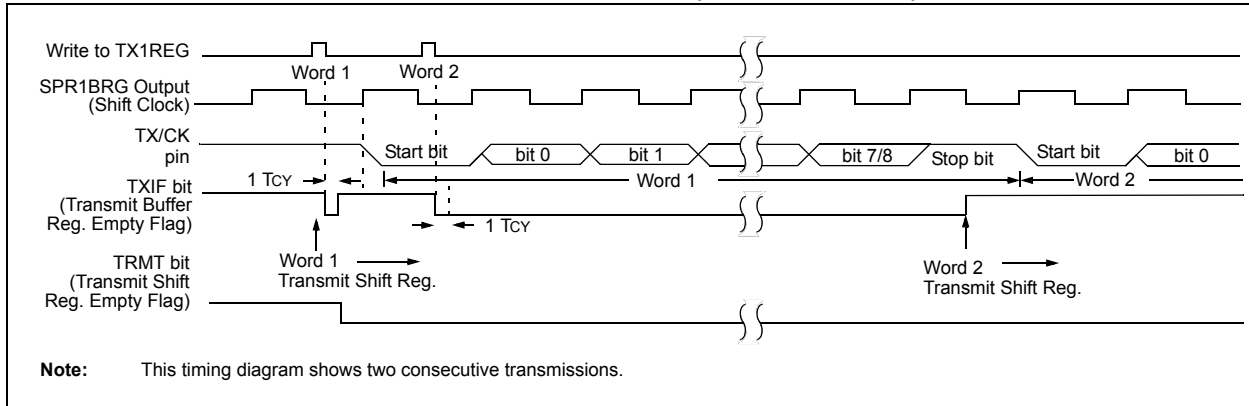 Write to TX1REG
Word 1
Word 2
SPR1BRG Output
(Shift Clock)
TX/CK
pin
Start bit
bit 0
bit 1
bit 7/8
Stop bit
Start bit
bit 0
1 TCY
Word 1
Word 2
TXIF bit
(Transmit Buffer
Reg. Empty Flag)
1 TCY
Word 1
Transmit Shift Reg.
Word 2
Transmit Shift Reg.
TRMT bit
(Transmit Shift
Reg. Empty Flag)
Note: This timing diagram shows two consecutive transmissions.